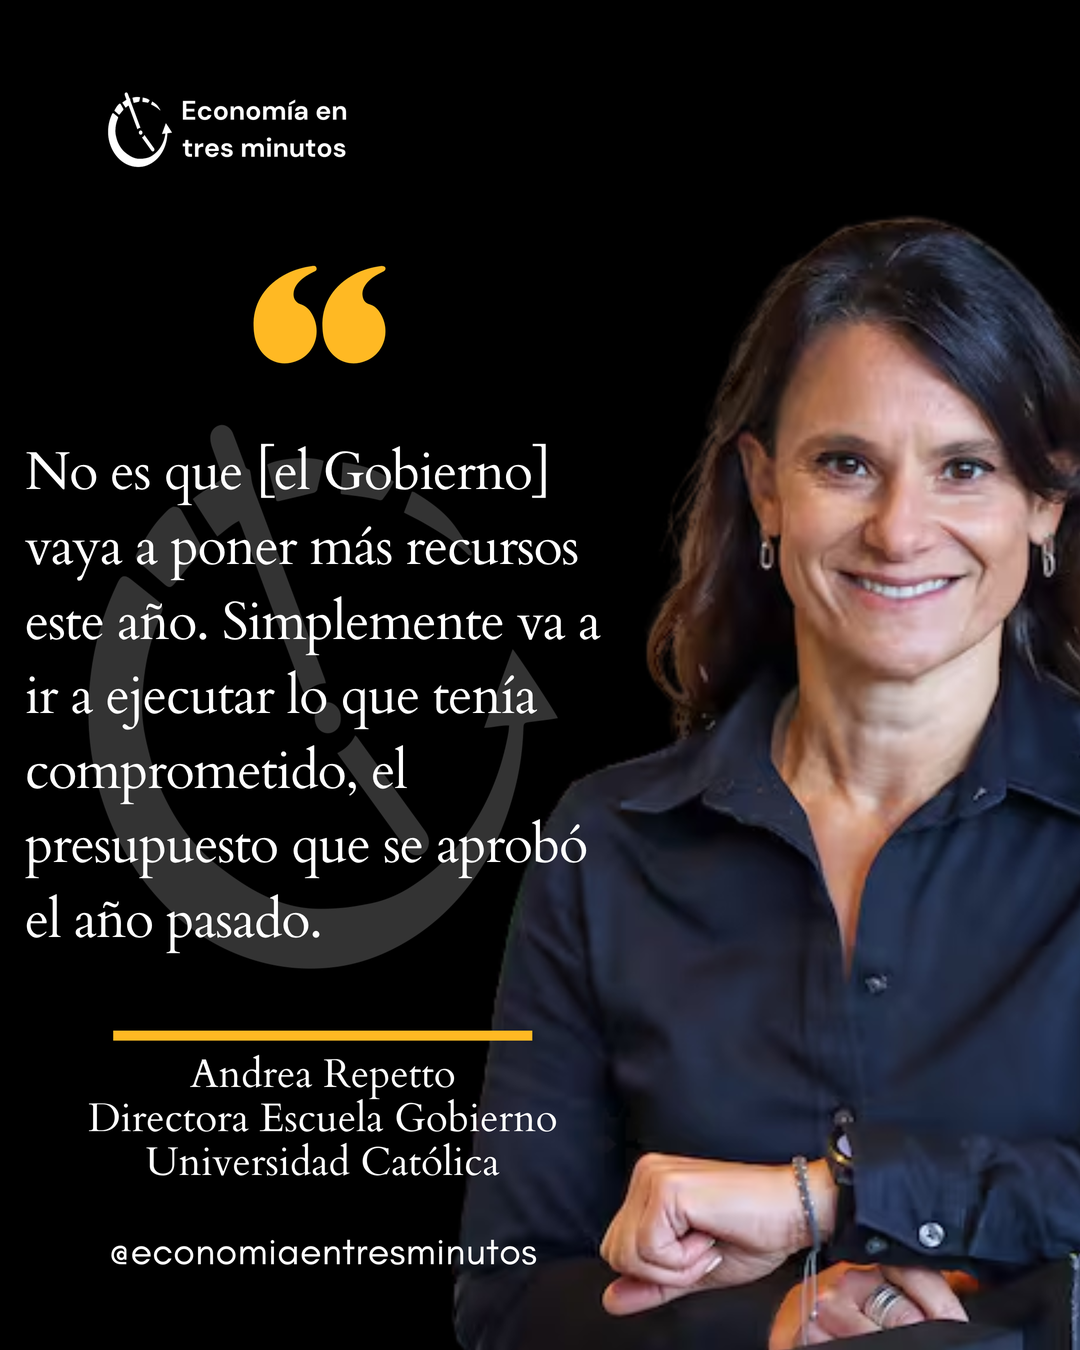 Economía en
tres minutos
“
No es que [el Gobierno]
vaya a poner más recursos
este año. Simplemente va a
ir a ejecutar lo que tenía
comprometido, el
presupuesto que se aprobó
el año pasado.
Andrea Repetto
Directora Escuela Gobierno
Universidad Católica
@economiaentresminutos